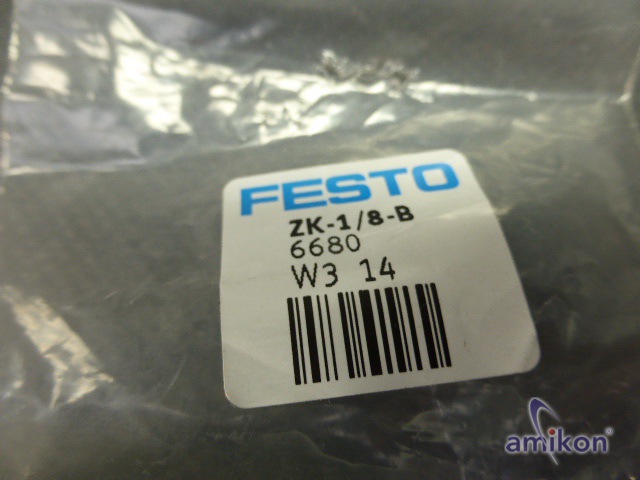 FESTO
ZK-1/8-B
6680
W3 14
amikon®